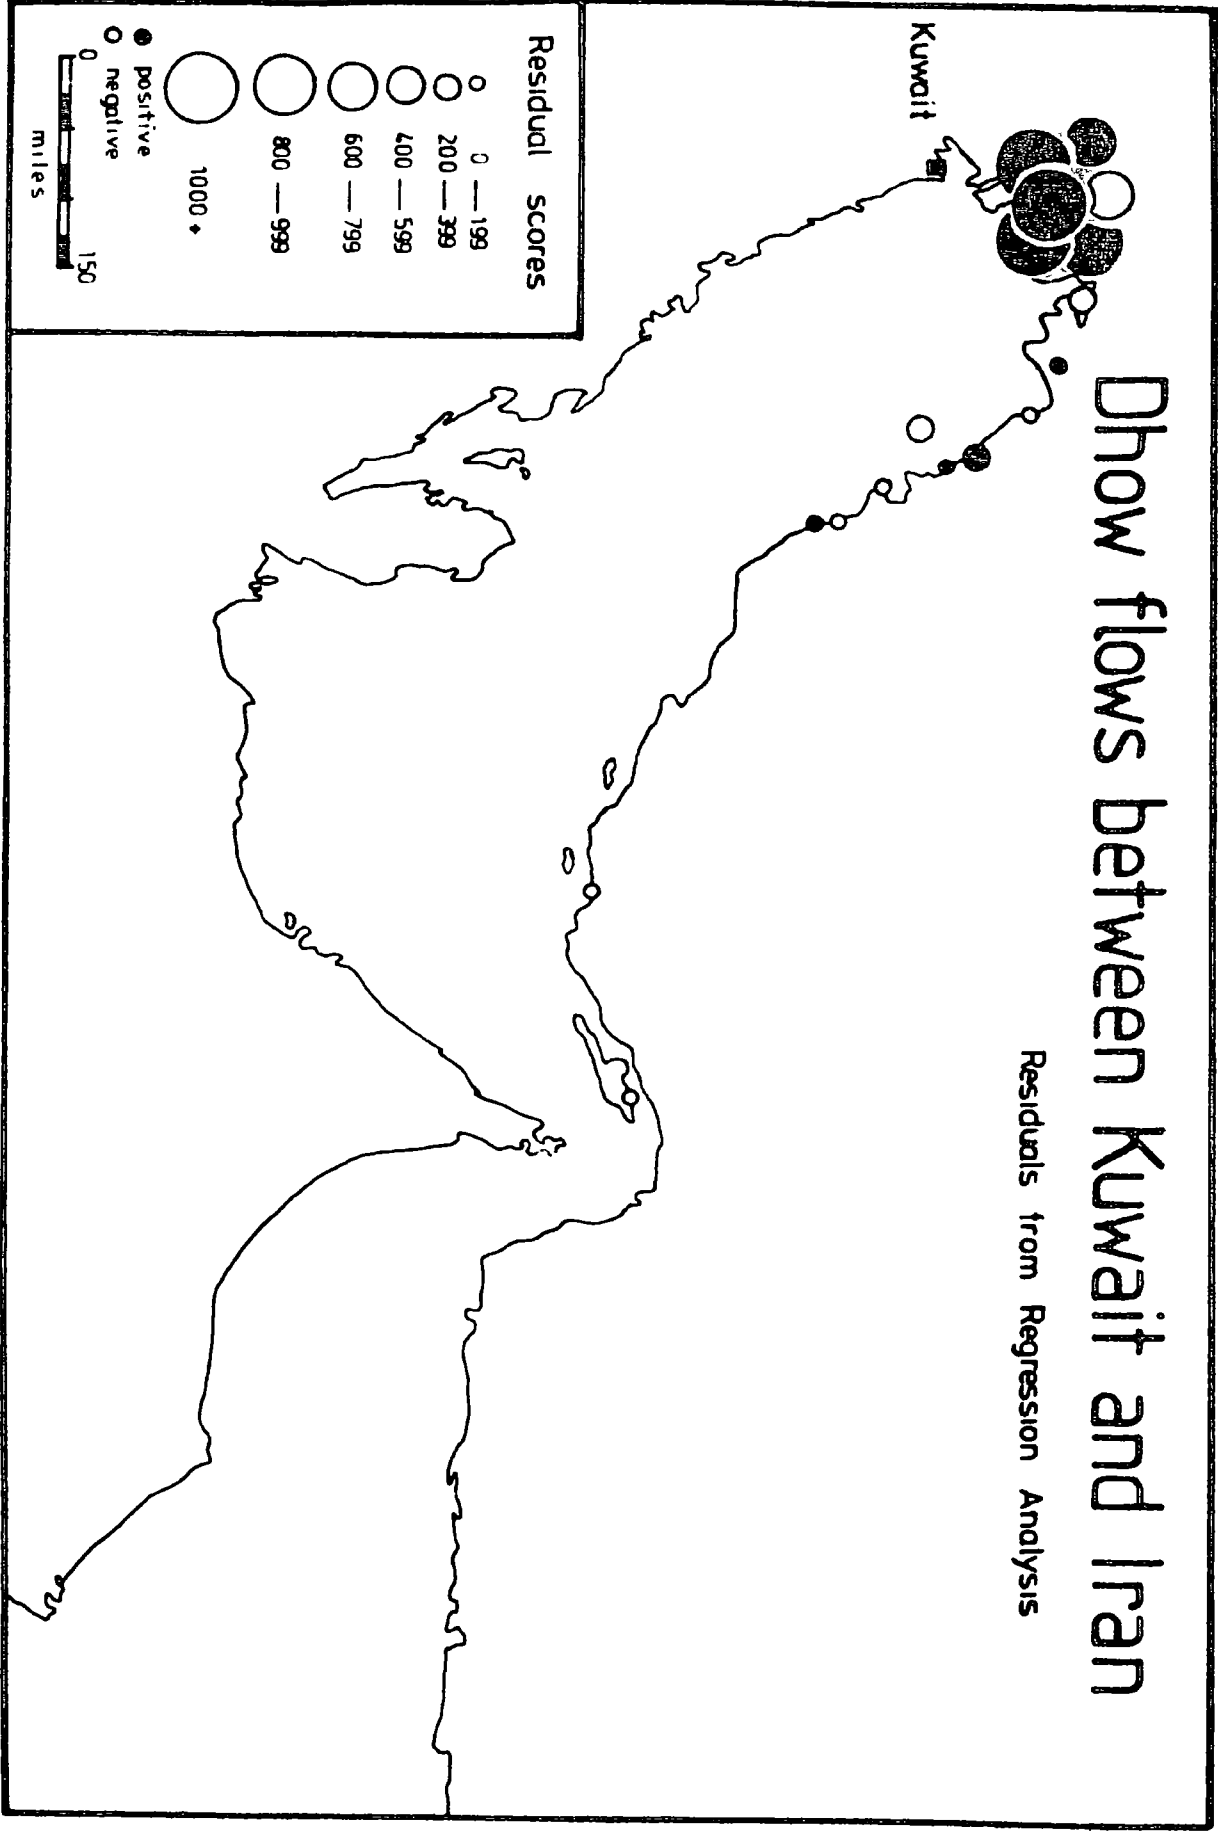 Dhow flows between Kuwait and Iran
Residuals from Regression Analysis
Kuwait
Residual scores
0 — 199
200 — 399
400 — 599
600 — 799
800 — 999
1000 +
positive
negative
0 150
miles